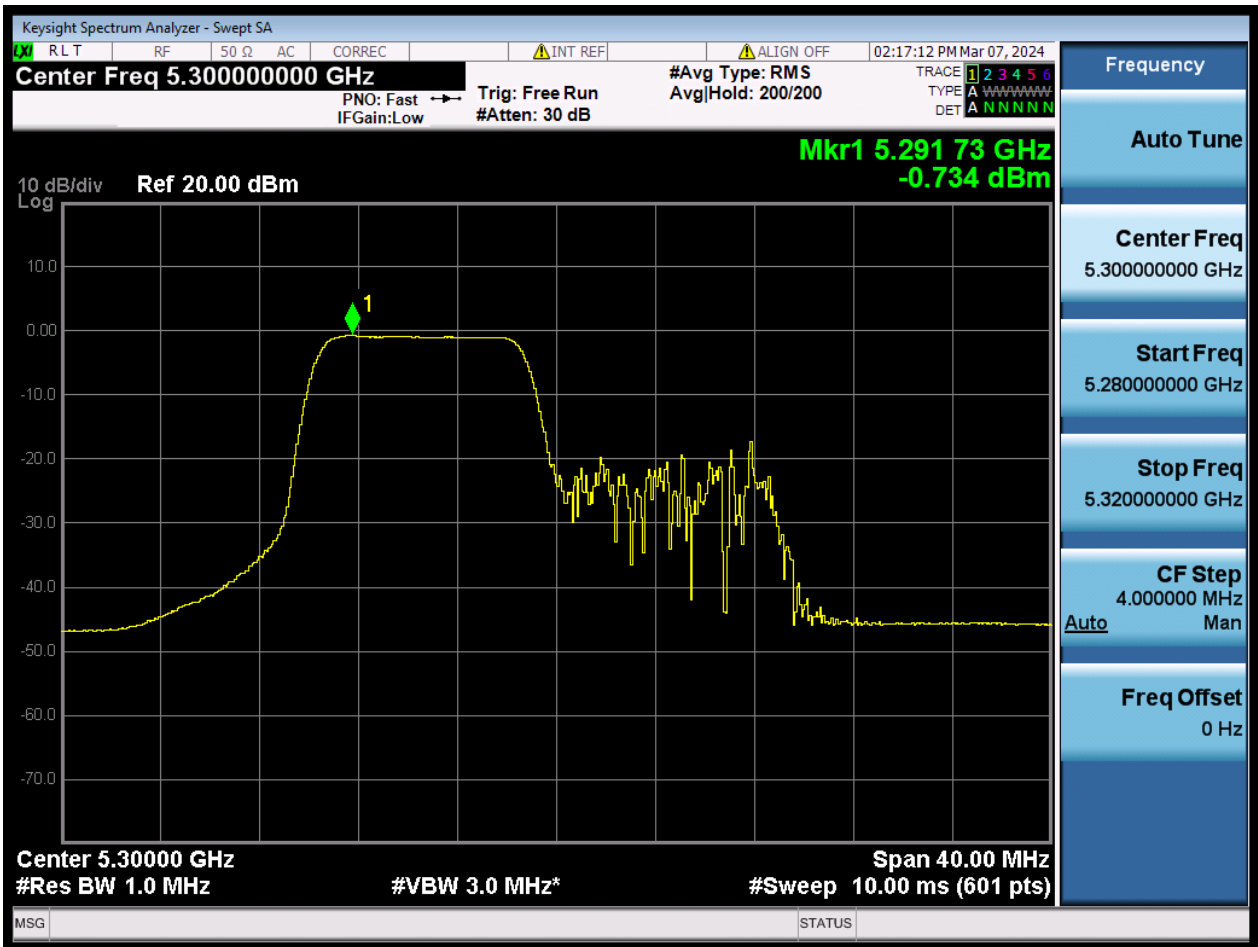 Keysight Spectrum Analyzer - Swept SA
LXI RLT RF 50 Ω AC CORREC INT REF ALIGN OFF 02:17:12 PM Mar 07, 2024
Center Freq 5.300000000 GHz
PNO: Fast
IFGain:Low
Trig: Free Run
#Atten: 30 dB
#Avg Type: RMS
Avg|Hold: 200/200
TRACE 1 2 3 4 5 6
TYPE A WWWWW
DET A N N N N N
Mkr1 5.291 73 GHz
-0.734 dBm
10 dB/div Ref 20.00 dBm
Log
10.0
0.00
-10.0
-20.0
-30.0
-40.0
-50.0
-60.0
-70.0
1
Center 5.30000 GHz Span 40.00 MHz
#Res BW 1.0 MHz #VBW 3.0 MHz* #Sweep 10.00 ms (601 pts)
MSG STATUS
Frequency
Auto Tune
Center Freq
5.300000000 GHz
Start Freq
5.280000000 GHz
Stop Freq
5.320000000 GHz
CF Step
4.000000 MHz
Auto Man
Freq Offset
0 Hz